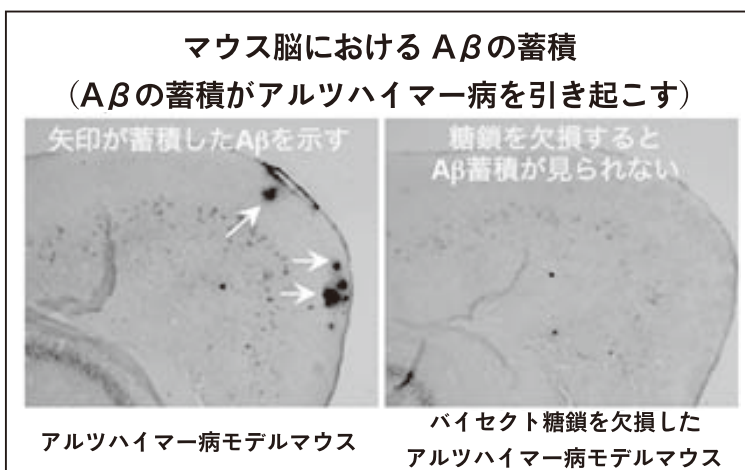 マウス脳における Aβの蓄積
（Aβの蓄積がアルツハイマー病を引き起こす）
矢印が蓄積したAβを示す
糖鎖を欠損すると
Aβ蓄積が見られない
アルツハイマー病モデルマウス
バイセクト糖鎖を欠損した
アルツハイマー病モデルマウス